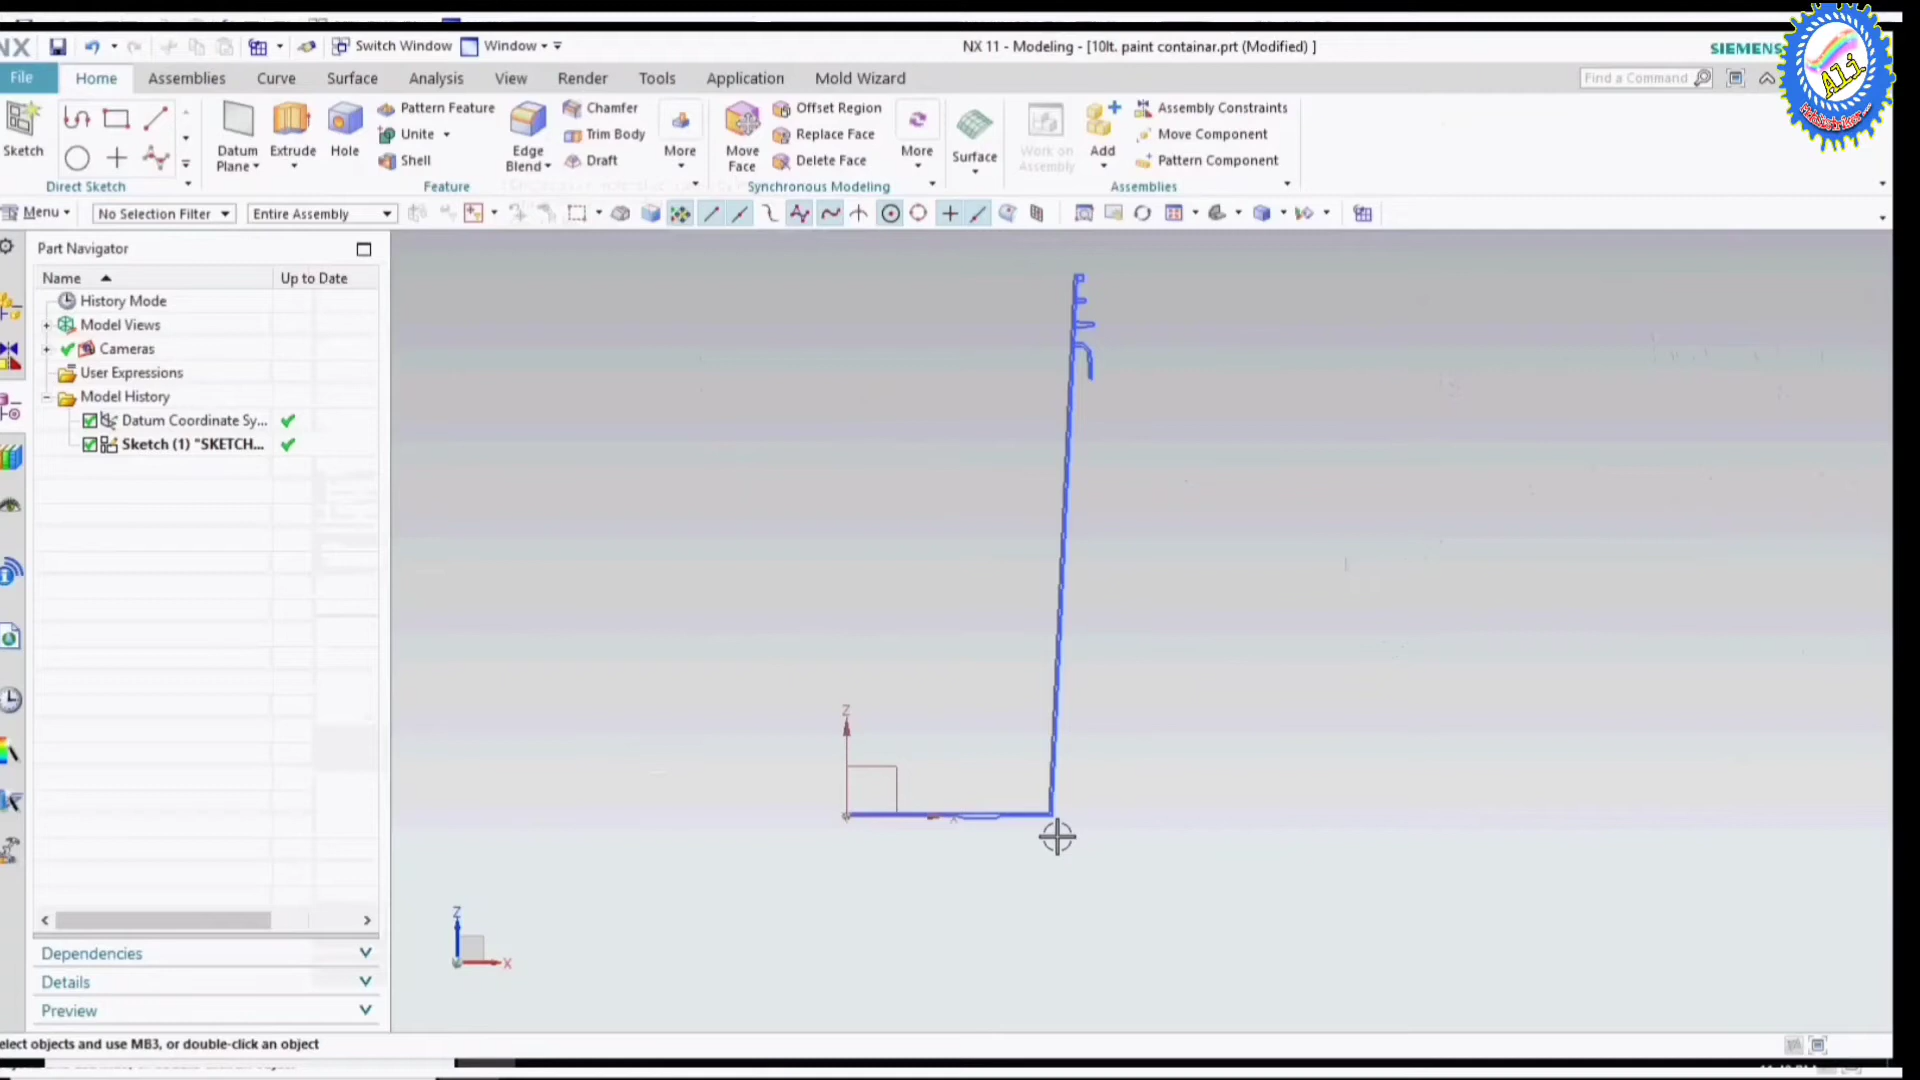 NX Switch Window Window NX 11 - Modeling - [10lt. paint containar.prt (Modified) ] SIEMENS
File Home Assemblies Curve Surface Analysis View Render Tools Application Mold Wizard Find a Command
Ali
Sketch
Direct Sketch
Datum Plane Extrude Hole
Pattern Feature
Unite
Shell
Edge Blend
Chamfer
Trim Body
Draft
More
Feature
Move Face
Offset Region
Replace Face
Delete Face
More
Synchronous Modeling
Surface
Work on Assembly
Add
Assembly Constraints
Move Component
Pattern Component
Assemblies
Menu No Selection Filter Entire Assembly
Part Navigator
Name Up to Date
History Mode
Model Views
Cameras
User Expressions
Model History
Datum Coordinate Sy...
Sketch (1) "SKETCH...
Z
X
Z
X
Dependencies
Details
Preview
elect objects and use MB3, or double-click an object